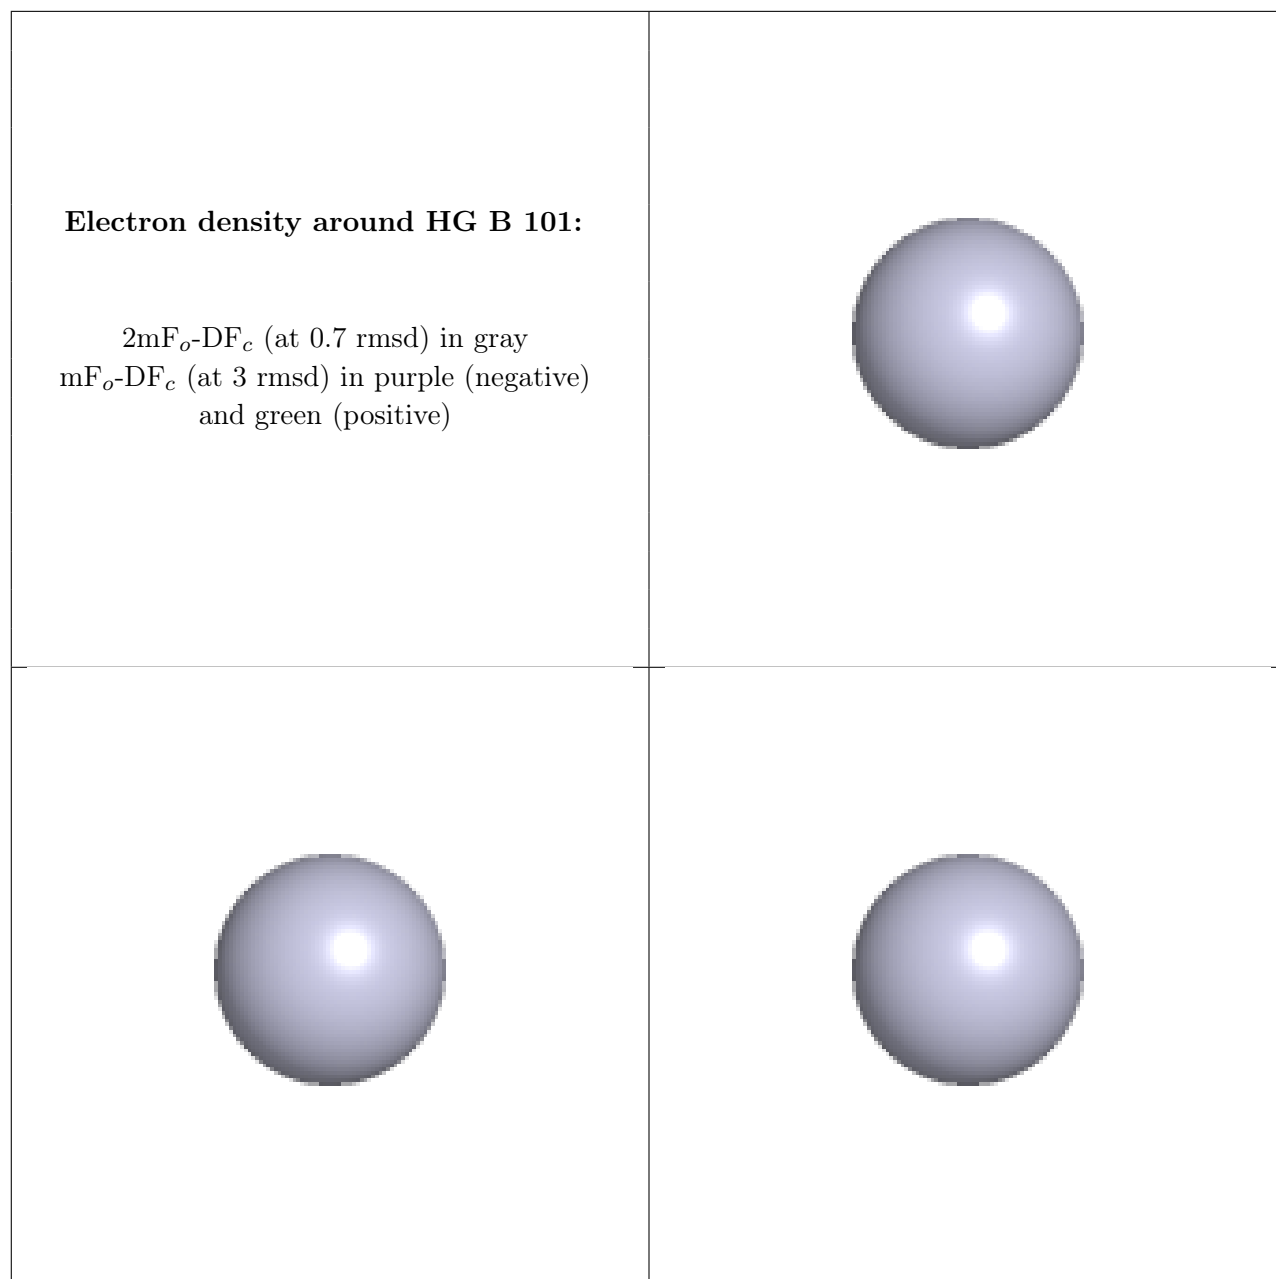 Electron density around HG B 101:
2mFo-DFc (at 0.7 rmsd) in gray
mFo-DFc (at 3 rmsd) in purple (negative)
and green (positive)